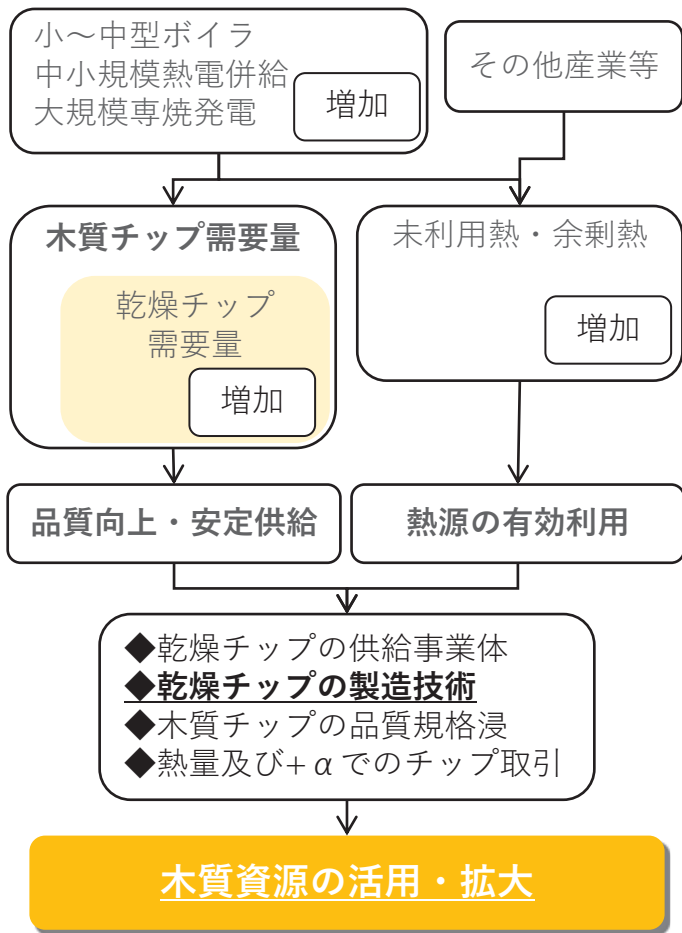 小～中型ボイラ
中小規模熱電併給
大規模専焼発電
増加
その他産業等
木質チップ需要量
乾燥チップ
需要量
増加
未利用熱・余剰熱
増加
品質向上・安定供給
熱源の有効利用
◆乾燥チップの供給事業体
◆乾燥チップの製造技術
◆木質チップの品質規格浸
◆熱量及び+αでのチップ取引
木質資源の活用・拡大